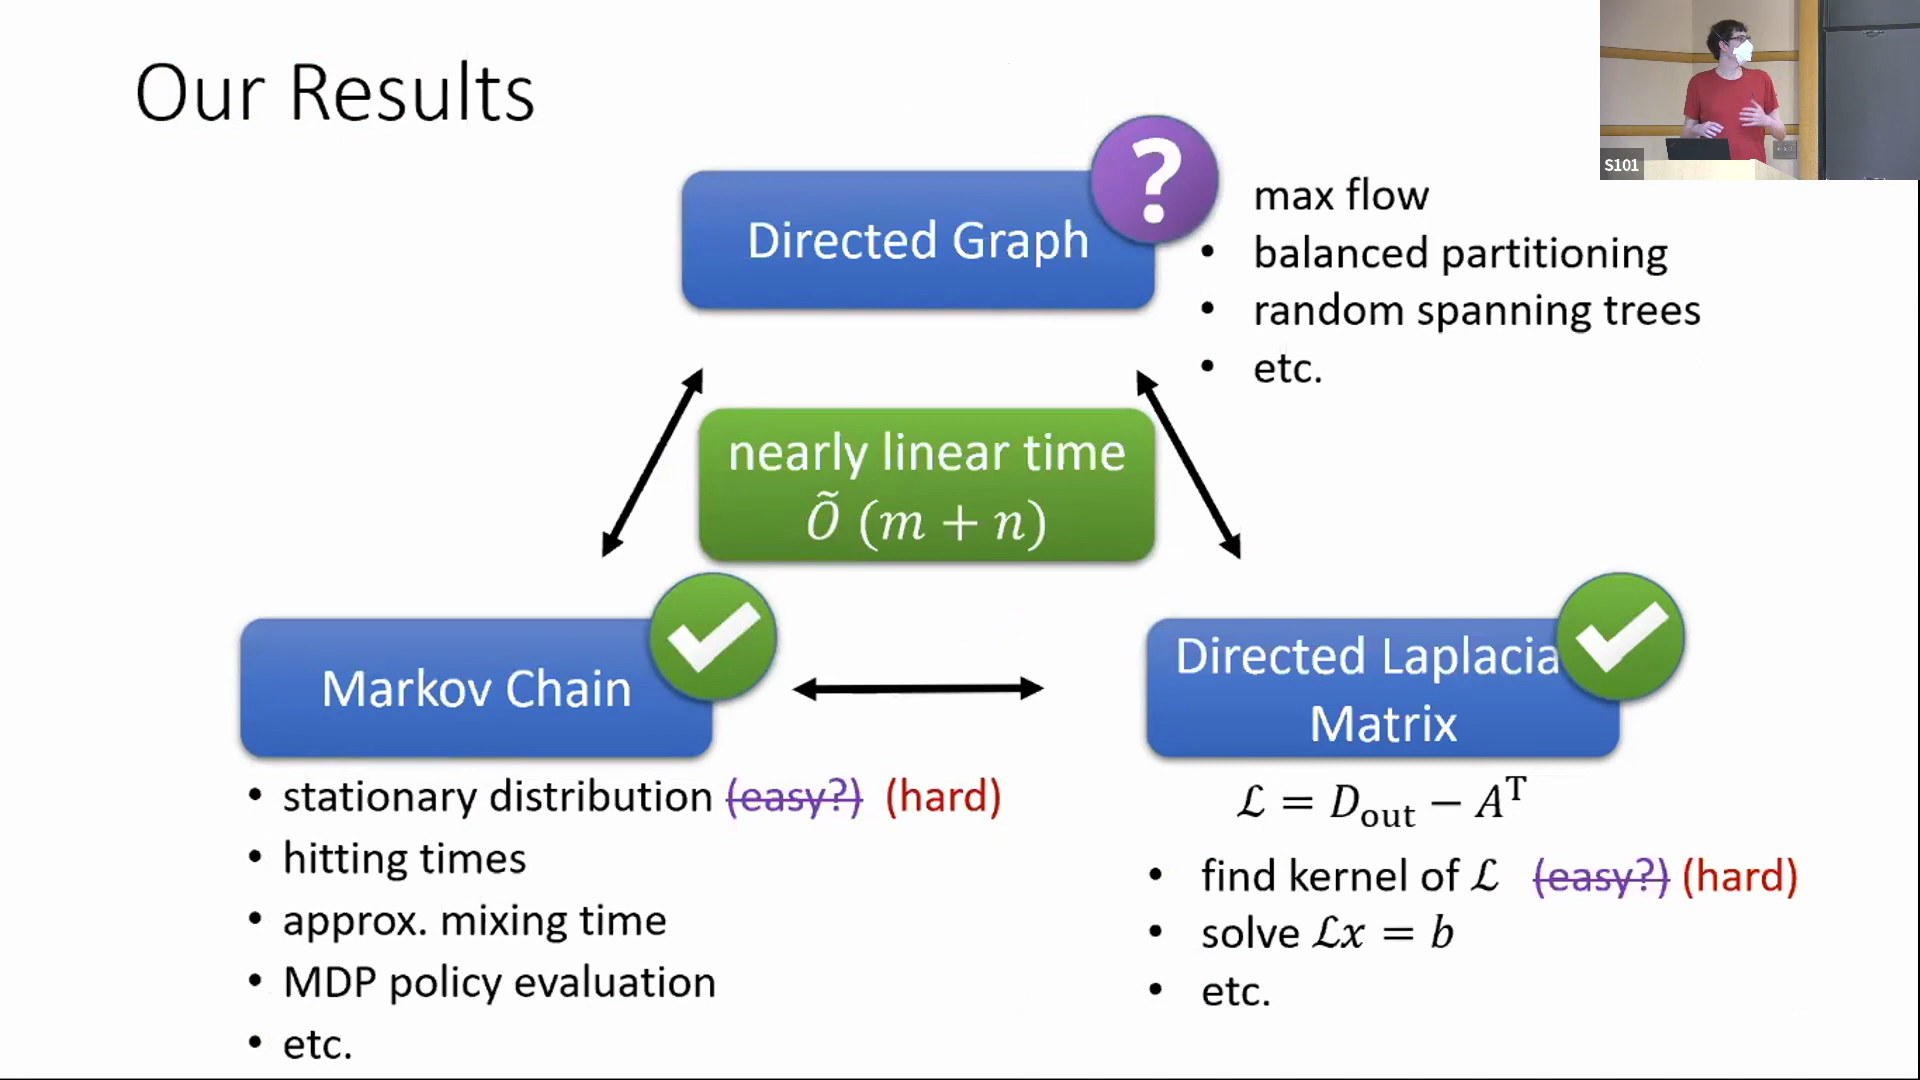 Our Results
S101
?
Directed Graph
max flow
• balanced partitioning
• random spanning trees
• etc.
nearly linear time
Õ (m + n)
Markov Chain
Directed Laplacia
Matrix
• stationary distribution (easy?) (hard)
• hitting times
• approx. mixing time
• MDP policy evaluation
• etc.
ℒ = D_out − Aᵀ
• find kernel of ℒ (easy?) (hard)
• solve ℒx = b
• etc.